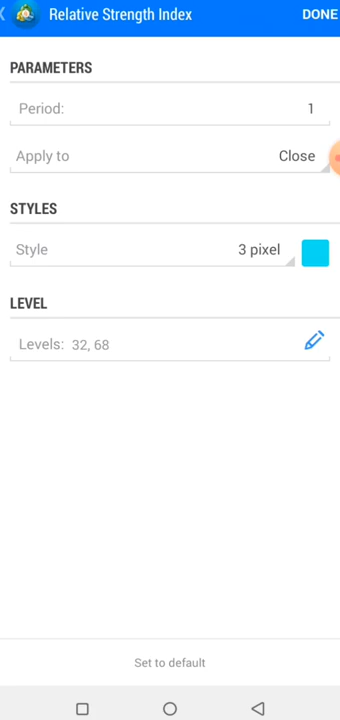 Relative Strength Index DONE
PARAMETERS
Period: 1
Apply to Close
STYLES
Style 3 pixel
LEVEL
Levels: 32, 68
Set to default